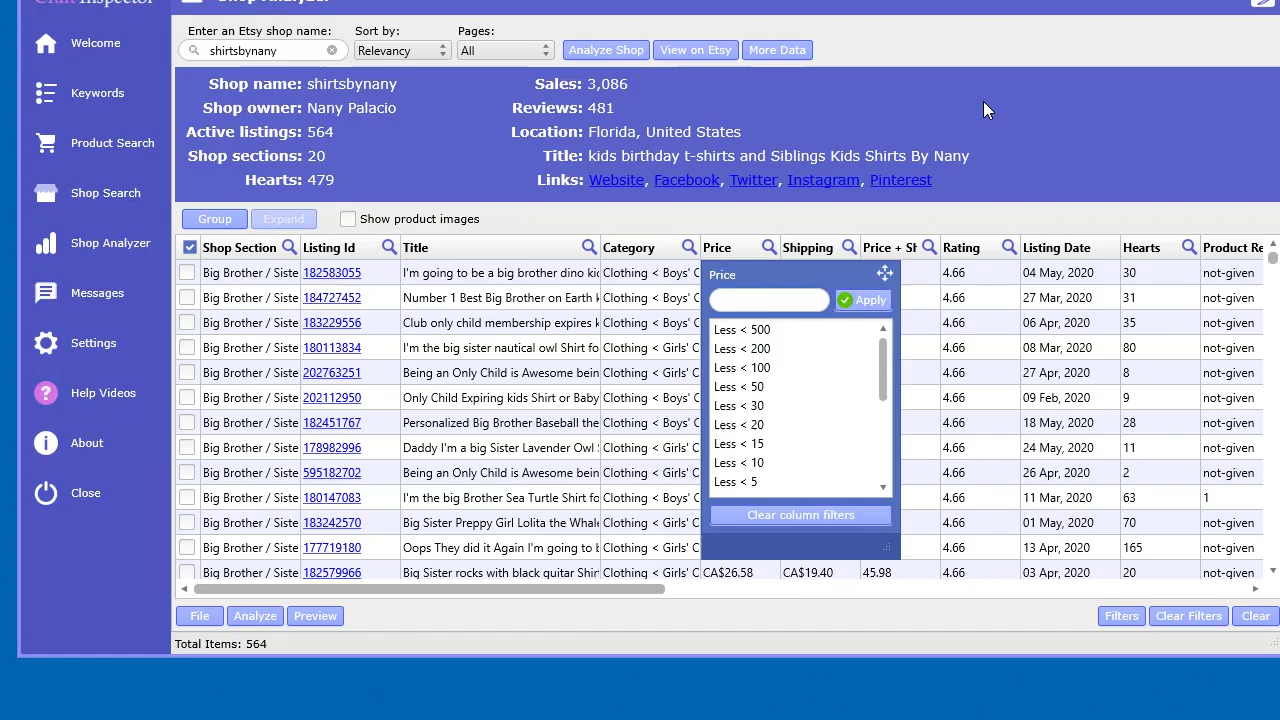 Welcome
Keywords
Product Search
Shop Search
Shop Analyzer
Messages
Settings
Help Videos
About
Close
Enter an Etsy shop name:
Sort by:
Pages:
shirtsbynany
Relevancy
All
Analyze Shop
View on Etsy
More Data
Shop name: shirtsbynany
Sales: 3,086
Shop owner: Nany Palacio
Reviews: 481
Active listings: 564
Location: Florida, United States
Shop sections: 20
Title: kids birthday t-shirts and Siblings Kids Shirts By Nany
Hearts: 479
Links: Website, Facebook, Twitter, Instagram, Pinterest
Group
Expand
Show product images
Shop Section Listing Id Title Category Price Shipping Price + Sh Rating Listing Date Hearts Product Re
Big Brother / Siste 182583055 I'm going to be a big brother dino kid Clothing < Boys' C 4.66 04 May, 2020 30 not-given
Big Brother / Siste 184727452 Number 1 Best Big Brother on Earth k Clothing < Boys' C 4.66 27 Mar, 2020 31 not-given
Big Brother / Siste 183229556 Club only child membership expires k Clothing < Boys' C 4.66 06 Apr, 2020 35 not-given
Big Brother / Siste 180113834 I'm the big sister nautical owl Shirt fo Clothing < Girls' C 4.66 08 Mar, 2020 80 not-given
Big Brother / Siste 202763251 Being an Only Child is Awesome bein Clothing < Girls' C 4.66 27 Apr, 2020 8 not-given
Big Brother / Siste 202112950 Only Child Expring kids Shirt or Baby Clothing < Boys' C 4.66 09 Feb, 2020 9 not-given
Big Brother / Siste 182451767 Personalized Big Brother Baseball the Clothing < Boys' C 4.66 18 May, 2020 28 not-given
Big Brother / Siste 178982996 Daddy I'm a big Sister Lavender Owl Clothing < Girls' C 4.66 24 May, 2020 11 not-given
Big Brother / Siste 595182702 Being an Only Child is Awesome bein Clothing < Girls' C 4.66 26 Apr, 2020 2 not-given
Big Brother / Siste 180147083 I'm the big Brother Sea Turtle Shirt fo Clothing < Boys' C 4.66 11 Mar, 2020 63 1
Big Brother / Siste 183242570 Big Sister Preppy Girl Lolita the Whale Clothing < Girls' C 4.66 01 May, 2020 70 not-given
Big Brother / Siste 177719180 Oops They did it Again I'm going to b Clothing < Girls' C 4.66 13 Apr, 2020 165 not-given
Big Brother / Siste 182579966 Big Sister rocks with black guitar Shirt Clothing < Girls' C CA$26.58 CA$19.40 45.98 4.66 03 Apr, 2020 20 not-given
Price
Apply
Less < 500
Less < 200
Less < 100
Less < 50
Less < 30
Less < 20
Less < 15
Less < 10
Less < 5
Clear column filters
File
Analyze
Preview
Filters
Clear Filters
Clear
Total Items: 564